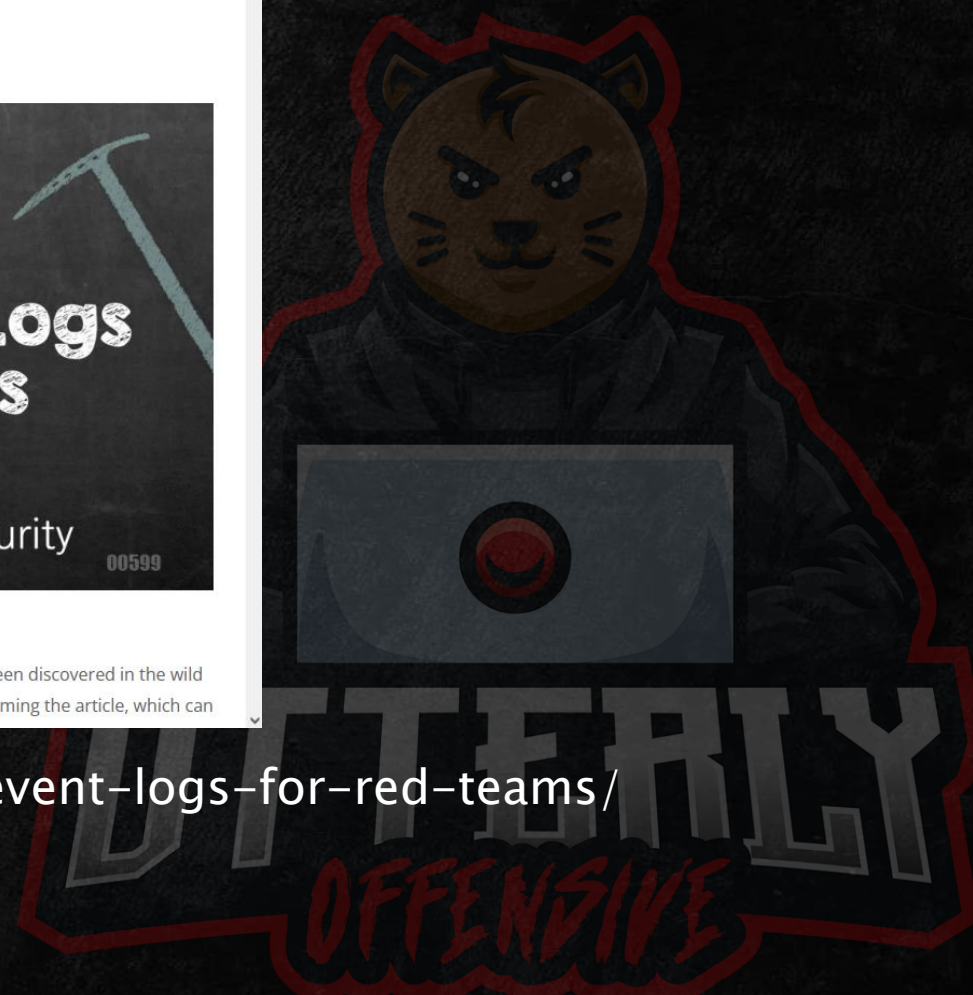 Logs
s
urity
00599
een discovered in the wild
ming the article, which can
event-logs-for-red-teams/
UTTERLY
OFFENSIVE